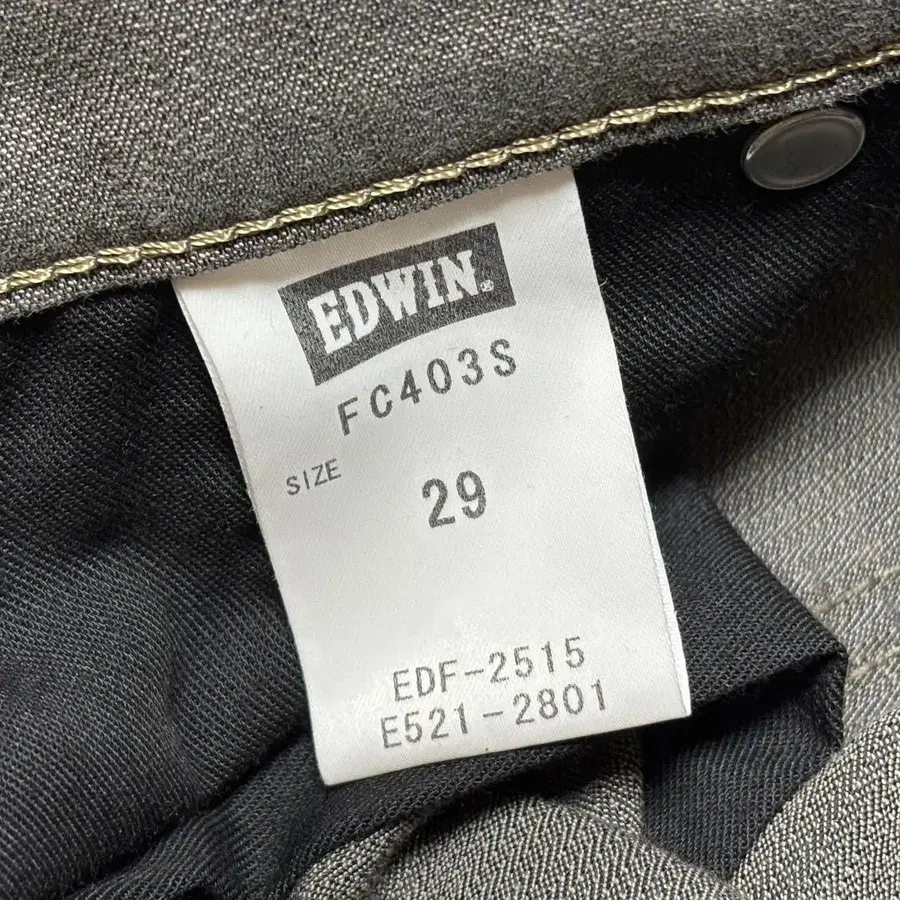 EDWIN®
FC403S
SIZE
29
EDF-2515
E521-2801